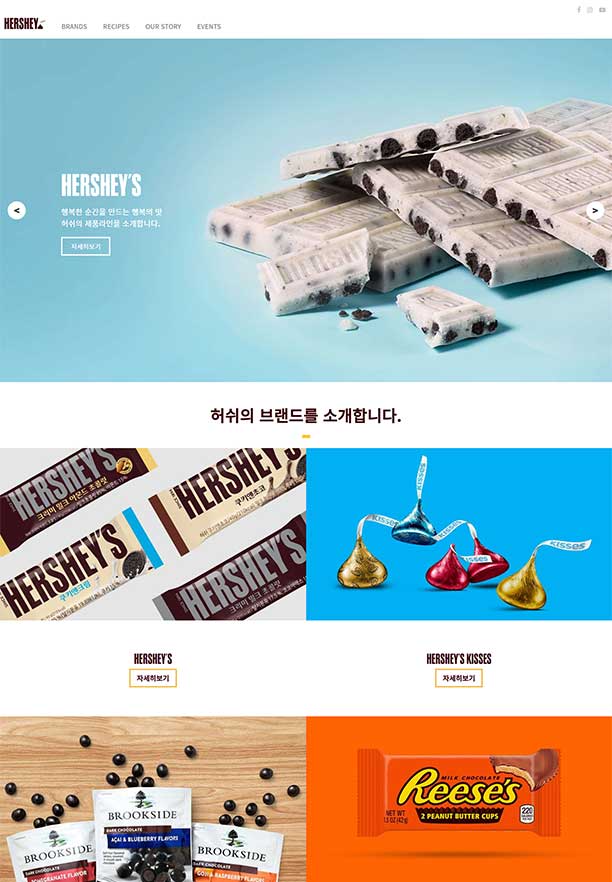 HERSHEY
BRANDS
RECIPES
OUR STORY
EVENTS
HERSHEY'S
행복한 순간을 만드는 행복의 맛
허쉬의 제품라인을 소개합니다.
자세히보기
<
>
허쉬의 브랜드를 소개합니다.
HERSHEY'S
크리미 밀크 아몬드 초콜릿
HERSHEY'S
쿠키앤초코
HERSHEY'S
쿠키앤크림
HERSHEY'S
크리미 밀크 초콜릿
KISSES
KISSES
KISSES
HERSHEY'S
자세히보기
HERSHEY'S KISSES
자세히보기
BROOKSIDE
DARK CHOCOLATE
AÇAI & BLUEBERRY FLAVORS
BROOKSIDE
DARK CHOCOLATE
POMEGRANATE FLAVOR
BROOKSIDE
DARK CHOCOLATE
GOJI & RASPBERRY FLAVORS
MILK CHOCOLATE
Reese's
2 PEANUT BUTTER CUPS
NET WT
1.5 OZ (42g)
220